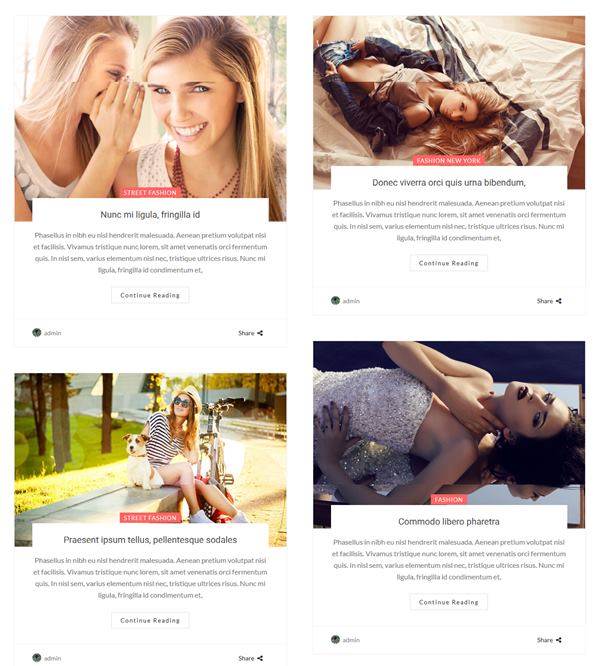 STREET FASHION
Nunc mi ligula, fringilla id
Phasellus in nibh eu nisl hendrerit malesuada. Aenean pretium volutpat nisi
et facilisis. Vivamus tristique nunc lorem, sit amet venenatis orci fermentum
quis. In nisl sem, varius elementum nisl nec, tristique ultrices risus. Nunc mi
ligula, fringilla id condimentum et,
Continue Reading
admin
Share
FASHION NEW YORK
Donec viverra orci quis urna bibendum,
Phasellus in nibh eu nisl hendrerit malesuada. Aenean pretium volutpat nisi
et facilisis. Vivamus tristique nunc lorem, sit amet venenatis orci fermentum
quis. In nisl sem, varius elementum nisl nec, tristique ultrices risus. Nunc mi
ligula, fringilla id condimentum et,
Continue Reading
admin
Share
STREET FASHION
Praesent ipsum tellus, pellentesque sodales
Phasellus in nibh eu nisl hendrerit malesuada. Aenean pretium volutpat nisi
et facilisis. Vivamus tristique nunc lorem, sit amet venenatis orci fermentum
quis. In nisl sem, varius elementum nisl nec, tristique ultrices risus. Nunc mi
ligula, fringilla id condimentum et,
Continue Reading
admin
Share
FASHION
Commodo libero pharetra
Phasellus in nibh eu nisl hendrerit malesuada. Aenean pretium volutpat nisi
et facilisis. Vivamus tristique nunc lorem, sit amet venenatis orci fermentum
quis. In nisl sem, varius elementum nisl nec, tristique ultrices risus. Nunc mi
ligula, fringilla id condimentum et,
Continue Reading
admin
Share